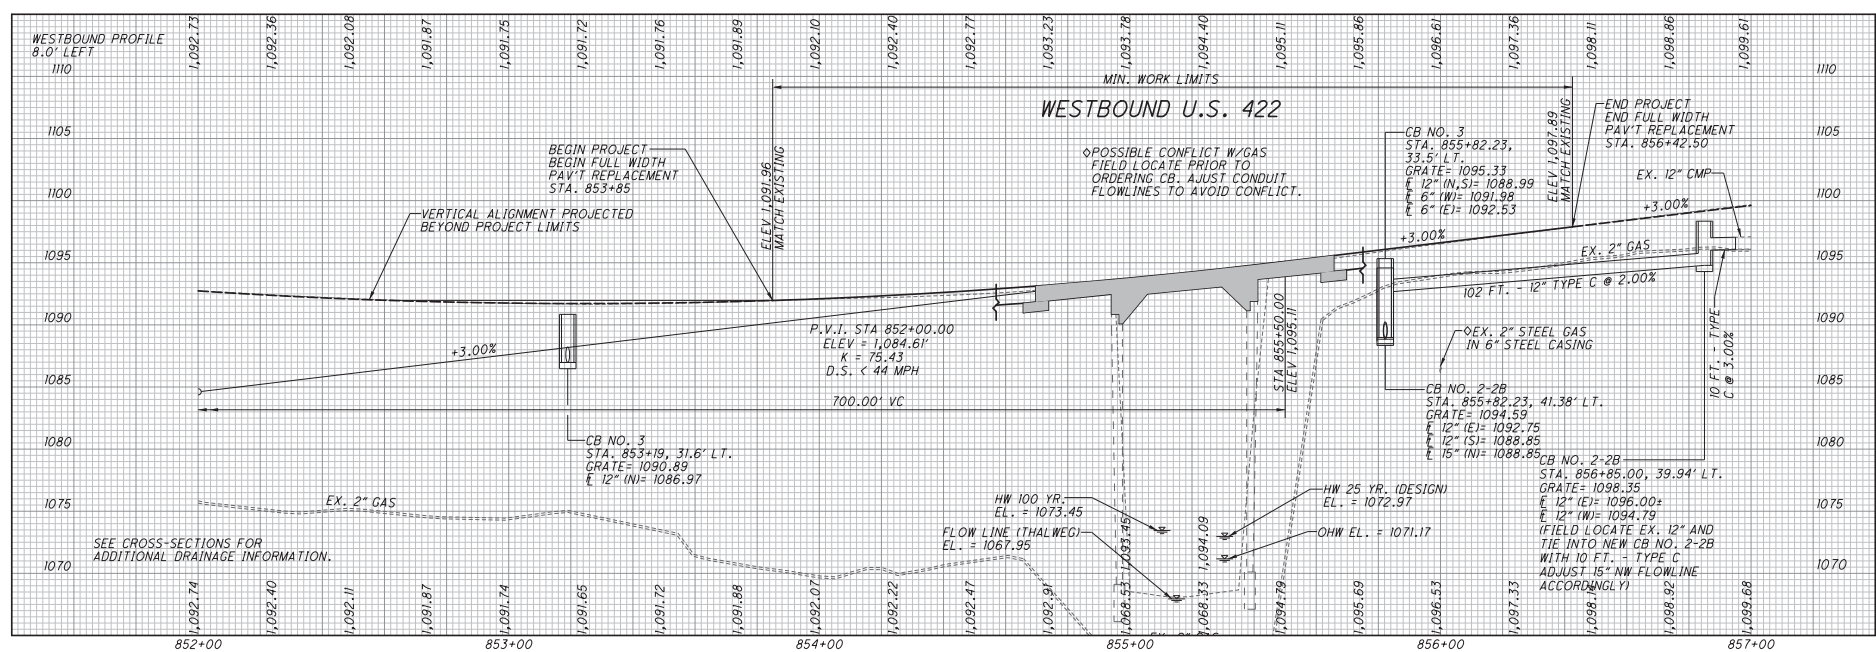 1,092.73
1,092.36
1,092.08
1,091.87
1,091.75
1,091.72
1,091.76
1,091.89
1,092.10
1,092.40
1,092.77
1,093.23
1,093.78
1,094.40
1,095.11
1,095.86
1,096.61
1,097.36
1,098.11
1,098.86
1,099.61
WESTBOUND PROFILE
8.0' LEFT
1110
1105
1100
1095
1090
1085
1080
1075
1070
1110
1105
1100
1095
1090
1085
1080
1075
1070
MIN. WORK LIMITS
WESTBOUND U.S. 422
BEGIN PROJECT
BEGIN FULL WIDTH
PAV'T REPLACEMENT
STA. 853+85
ELEV 1,091.96
MATCH EXISTING
VERTICAL ALIGNMENT PROJECTED
BEYOND PROJECT LIMITS
◊POSSIBLE CONFLICT W/GAS
FIELD LOCATE PRIOR TO
ORDERING CB. AJUST CONDUIT
FLOWLINES TO AVOID CONFLICT.
CB NO. 3
STA. 855+82.23,
33.5' LT.
GRATE= 1095.33
12" (N,S)= 1088.99
6" (W)= 1091.98
6" (E)= 1092.53
ELEV 1,097.89
MATCH EXISTING
END PROJECT
END FULL WIDTH
PAV'T REPLACEMENT
STA. 856+42.50
EX. 12" CMP
+3.00%
+3.00%
EX. 2" GAS
102 FT. - 12" TYPE C @ 2.00%
10 FT. - TYPE
C @ 3.00%
+3.00%
P.V.I. STA 852+00.00
ELEV = 1,084.61'
K = 75.43
D.S. < 44 MPH
700.00' VC
STA 855+50.00
ELEV 1,095.11
◊EX. 2" STEEL GAS
IN 6" STEEL CASING
CB NO. 2-2B
STA. 855+82.23, 41.38' LT.
GRATE= 1094.59
12" (E)= 1092.75
12" (S)= 1088.85
15" (N)= 1088.85
CB NO. 3
STA. 853+19, 31.6' LT.
GRATE= 1090.89
12" (N)= 1086.97
CB NO. 2-2B
STA. 856+85.00, 39.94' LT.
GRATE= 1098.35
12" (E)= 1096.00±
12" (W)= 1094.79
(FIELD LOCATE EX. 12" AND
TIE INTO NEW CB NO. 2-2B
WITH 10 FT. - TYPE C
ADJUST 15" NW FLOWLINE
ACCORDINGLY)
EX. 2" GAS
HW 100 YR.
EL. = 1073.45
FLOW LINE (THALWEG)
EL. = 1067.95
HW 25 YR. (DESIGN)
EL. = 1072.97
OHW EL. = 1071.17
SEE CROSS-SECTIONS FOR
ADDITIONAL DRAINAGE INFORMATION.
1,093.45
1,094.09
1,092.74
1,092.40
1,092.11
1,091.87
1,091.74
1,091.65
1,091.72
1,091.88
1,092.07
1,092.22
1,092.47
1,092.91
1,068.53
1,068.33
1,094.79
1,095.69
1,096.53
1,097.33
1,098.92
1,099.68
852+00
853+00
854+00
855+00
856+00
857+00